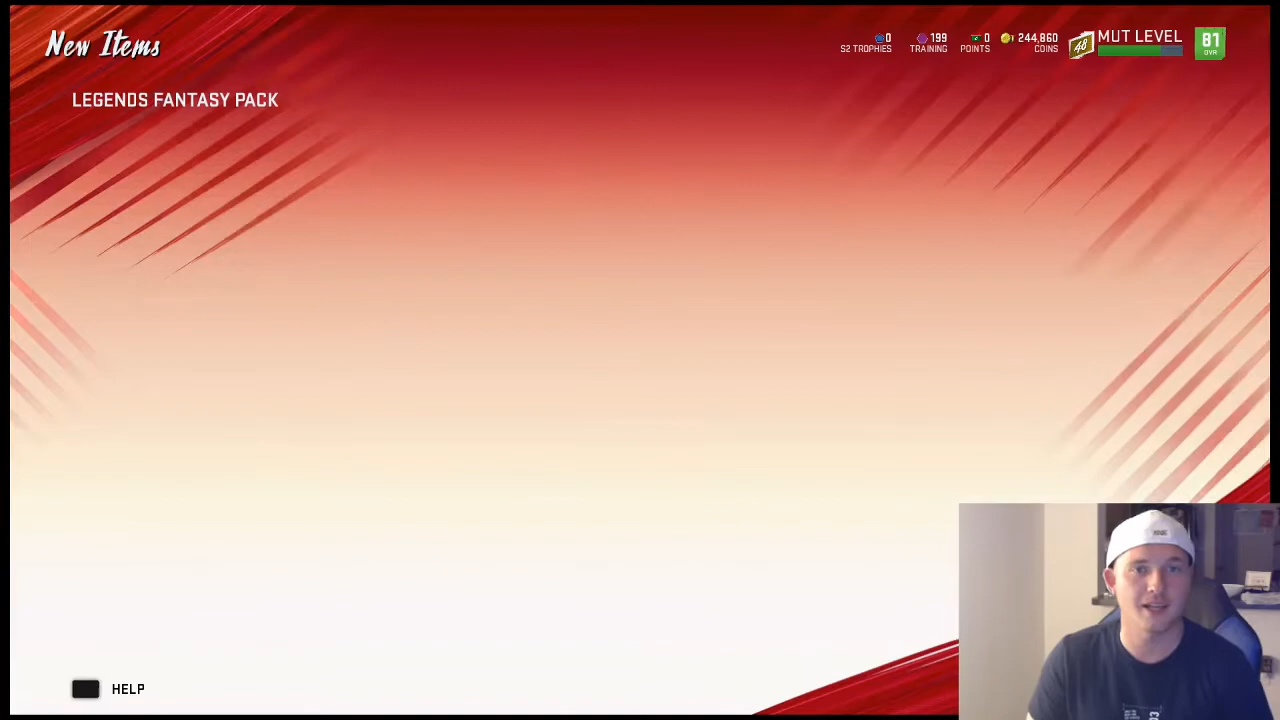 New Items
0 199 0 244,860 MUT LEVEL 81
S2 TROPHIES TRAINING POINTS COINS 48 OVR
LEGENDS FANTASY PACK
HELP